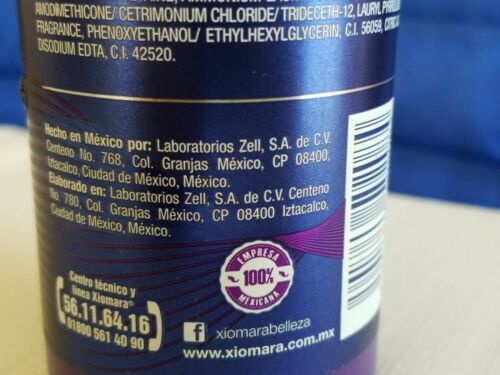 AMODIMETHICONE/ CETRIMONIUM CHLORIDE/ TRIDECETH-12, LAURYL
FRAGRANCE, PHENOXYETHANOL/ ETHYLHEXYLGLYCERIN, C.I. 56059,
DISODIUM EDTA, C.I. 42520.
Hecho en México por: Laboratorios Zell, S.A. de C.V.
Centeno No. 768, Col. Granjas México, CP 08400,
Iztacalco, Ciudad de México, México.
Elaborado en: Laboratorios Zell, S.A. de C.V. Centeno
No. 780, Col. Granjas México, CP 08400 Iztacalco,
Ciudad de México, México.
EMPRESA
100%
MEXICANA
Centro técnico y
línea Xiomara®
56.11.64.16
01800 561 40 90
f xiomarabelleza
www.xiomara.com.mx